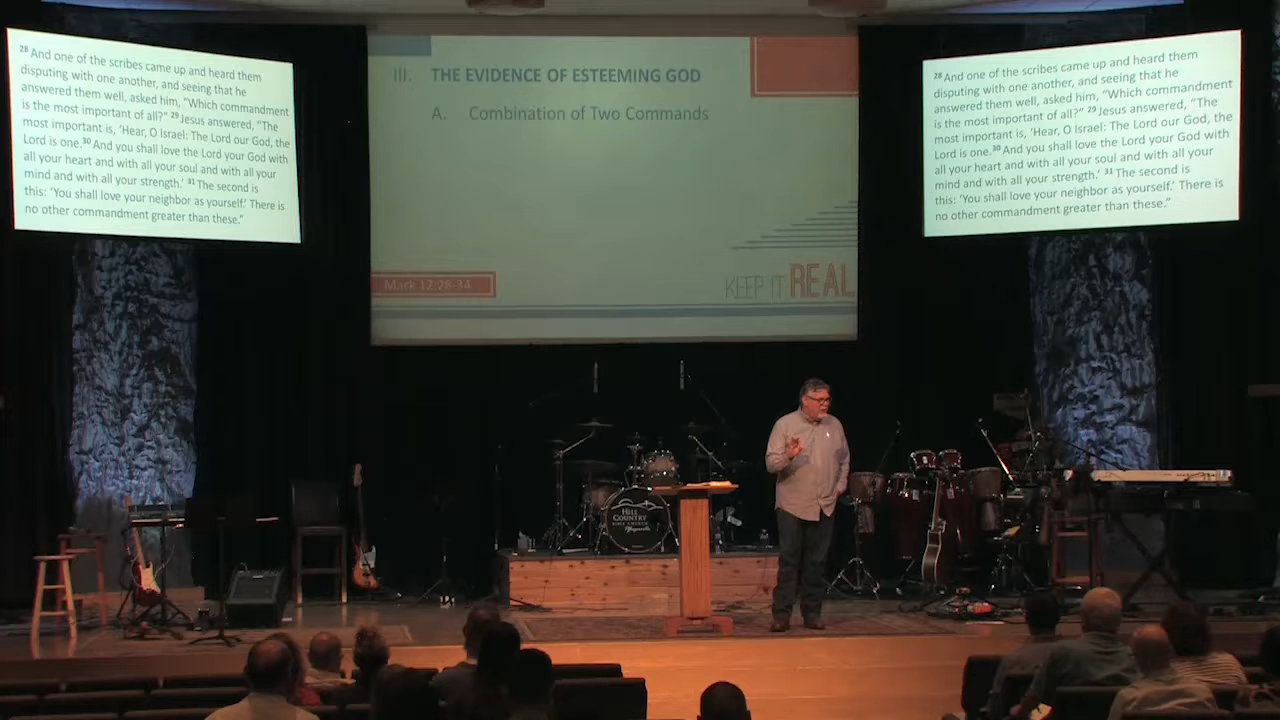 28 And one of the scribes came up and heard them
disputing with one another, and seeing that he
answered them well, asked him, “Which commandment
is the most important of all?” 29 Jesus answered, “The
most important is, ‘Hear, O Israel: The Lord our God, the
Lord is one. 30 And you shall love the Lord your God with
all your heart and with all your soul and with all your
mind and with all your strength.’ 31 The second is
this: ‘You shall love your neighbor as yourself.’ There is
no other commandment greater than these.”
III. THE EVIDENCE OF ESTEEMING GOD
A. Combination of Two Commands
Mark 12:28-34
KEEP IT REAL
28 And one of the scribes came up and heard them
disputing with one another, and seeing that he
answered them well, asked him, “Which commandment
is the most important of all?” 29 Jesus answered, “The
most important is, ‘Hear, O Israel: The Lord our God, the
Lord is one. 30 And you shall love the Lord your God with
all your heart and with all your soul and with all your
mind and with all your strength.’ 31 The second is
this: ‘You shall love your neighbor as yourself.’ There is
no other commandment greater than these.”
HILL
COUNTRY
BIBLE CHURCH
Pflugerville